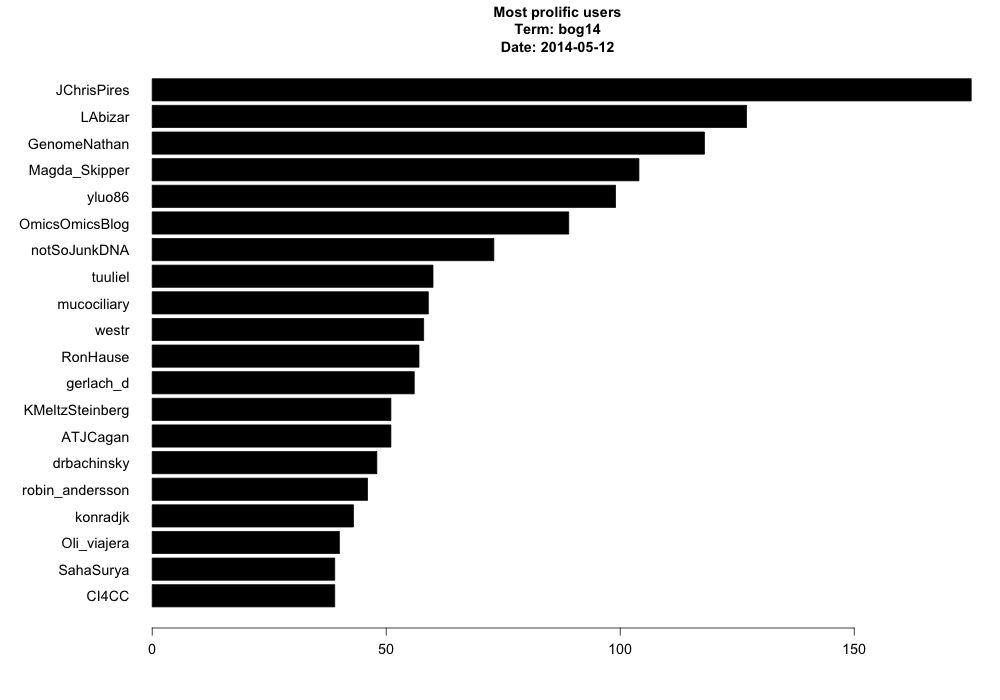 Most prolific users
Term: bog14
Date: 2014-05-12
JChrisPires
LAbizar
GenomeNathan
Magda_Skipper
yluo86
OmicsOmicsBlog
notSoJunkDNA
tuuliel
mucociliary
westr
RonHause
gerlach_d
KMeltzSteinberg
ATJCagan
drbachinsky
robin_andersson
konradjk
Oli_viajera
SahaSurya
CI4CC
0 50 100 150